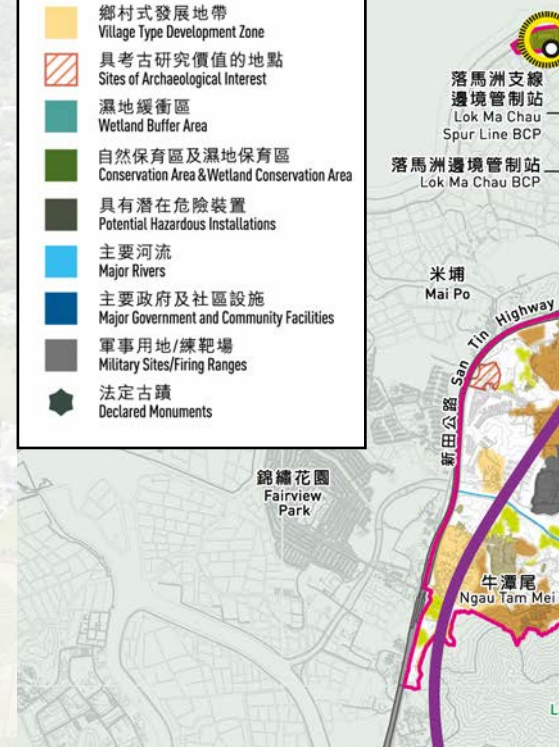 鄉村式發展地帶
Village Type Development Zone
具考古研究價值的地點
Sites of Archaeological Interest
濕地緩衝區
Wetland Buffer Area
自然保育區及濕地保育區
Conservation Area & Wetland Conservation Area
具有潛在危險裝置
Potential Hazardous Installations
主要河流
Major Rivers
主要政府及社區設施
Major Government and Community Facilities
軍事用地/練靶場
Military Sites/Firing Ranges
法定古蹟
Declared Monuments
落馬洲支線
邊境管制站
Lok Ma Chau
Spur Line BCP
落馬洲邊境管制站
Lok Ma Chau BCP
米埔
Mai Po
新田公路 San Tin Highway
錦繡花園
Fairview
Park
牛潭尾
Ngau Tam Mei
L